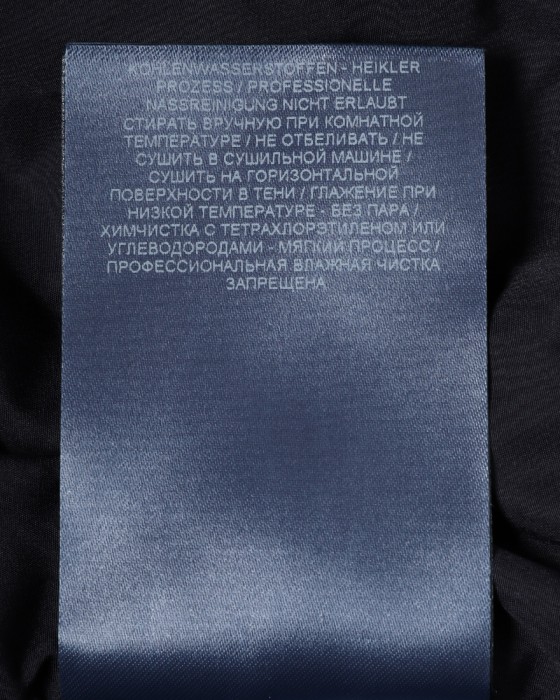 KOHLENWASSERSTOFFEN - HEIKLER
PROZESS / PROFESSIONELLE
NASSREINIGUNG NICHT ERLAUBT
СТИРАТЬ ВРУЧНУЮ ПРИ КОМНАТНОЙ
ТЕМПЕРАТУРЕ / НЕ ОТБЕЛИВАТЬ / НЕ
СУШИТЬ В СУШИЛЬНОЙ МАШИНЕ /
СУШИТЬ НА ГОРИЗОНТАЛЬНОЙ
ПОВЕРХНОСТИ В ТЕНИ / ГЛАЖЕНИЕ ПРИ
НИЗКОЙ ТЕМПЕРАТУРЕ - БЕЗ ПАРА /
ХИМЧИСТКА С ТЕТРАХЛОРЭТИЛЕНОМ ИЛИ
УГЛЕВОДОРОДАМИ - МЯГКИЙ ПРОЦЕСС /
ПРОФЕССИОНАЛЬНАЯ ВЛАЖНАЯ ЧИСТКА
ЗАПРЕЩЕНА